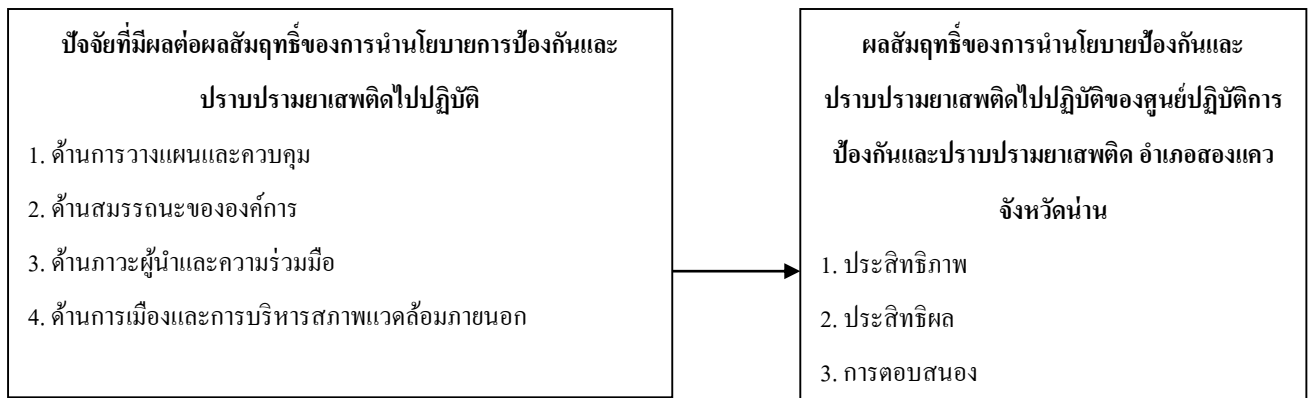 ปัจจัยที่มีผลต่อผลสัมฤทธิ์ของการนำนโยบายการป้องกันและ
ปราบปรามยาเสพติดไปปฏิบัติ
1. ด้านการวางแผนและควบคุม
2. ด้านสมรรถนะขององค์การ
3. ด้านภาวะผู้นำและความร่วมมือ
4. ด้านการเมืองและการบริหารสภาพแวดล้อมภายนอก
ผลสัมฤทธิ์ของการนำนโยบายป้องกันและ
ปราบปรามยาเสพติดไปปฏิบัติของศูนย์ปฏิบัติการ
ป้องกันและปราบปรามยาเสพติด อำเภอสองแคว
จังหวัดน่าน
1. ประสิทธิภาพ
2. ประสิทธิผล
3. การตอบสนอง